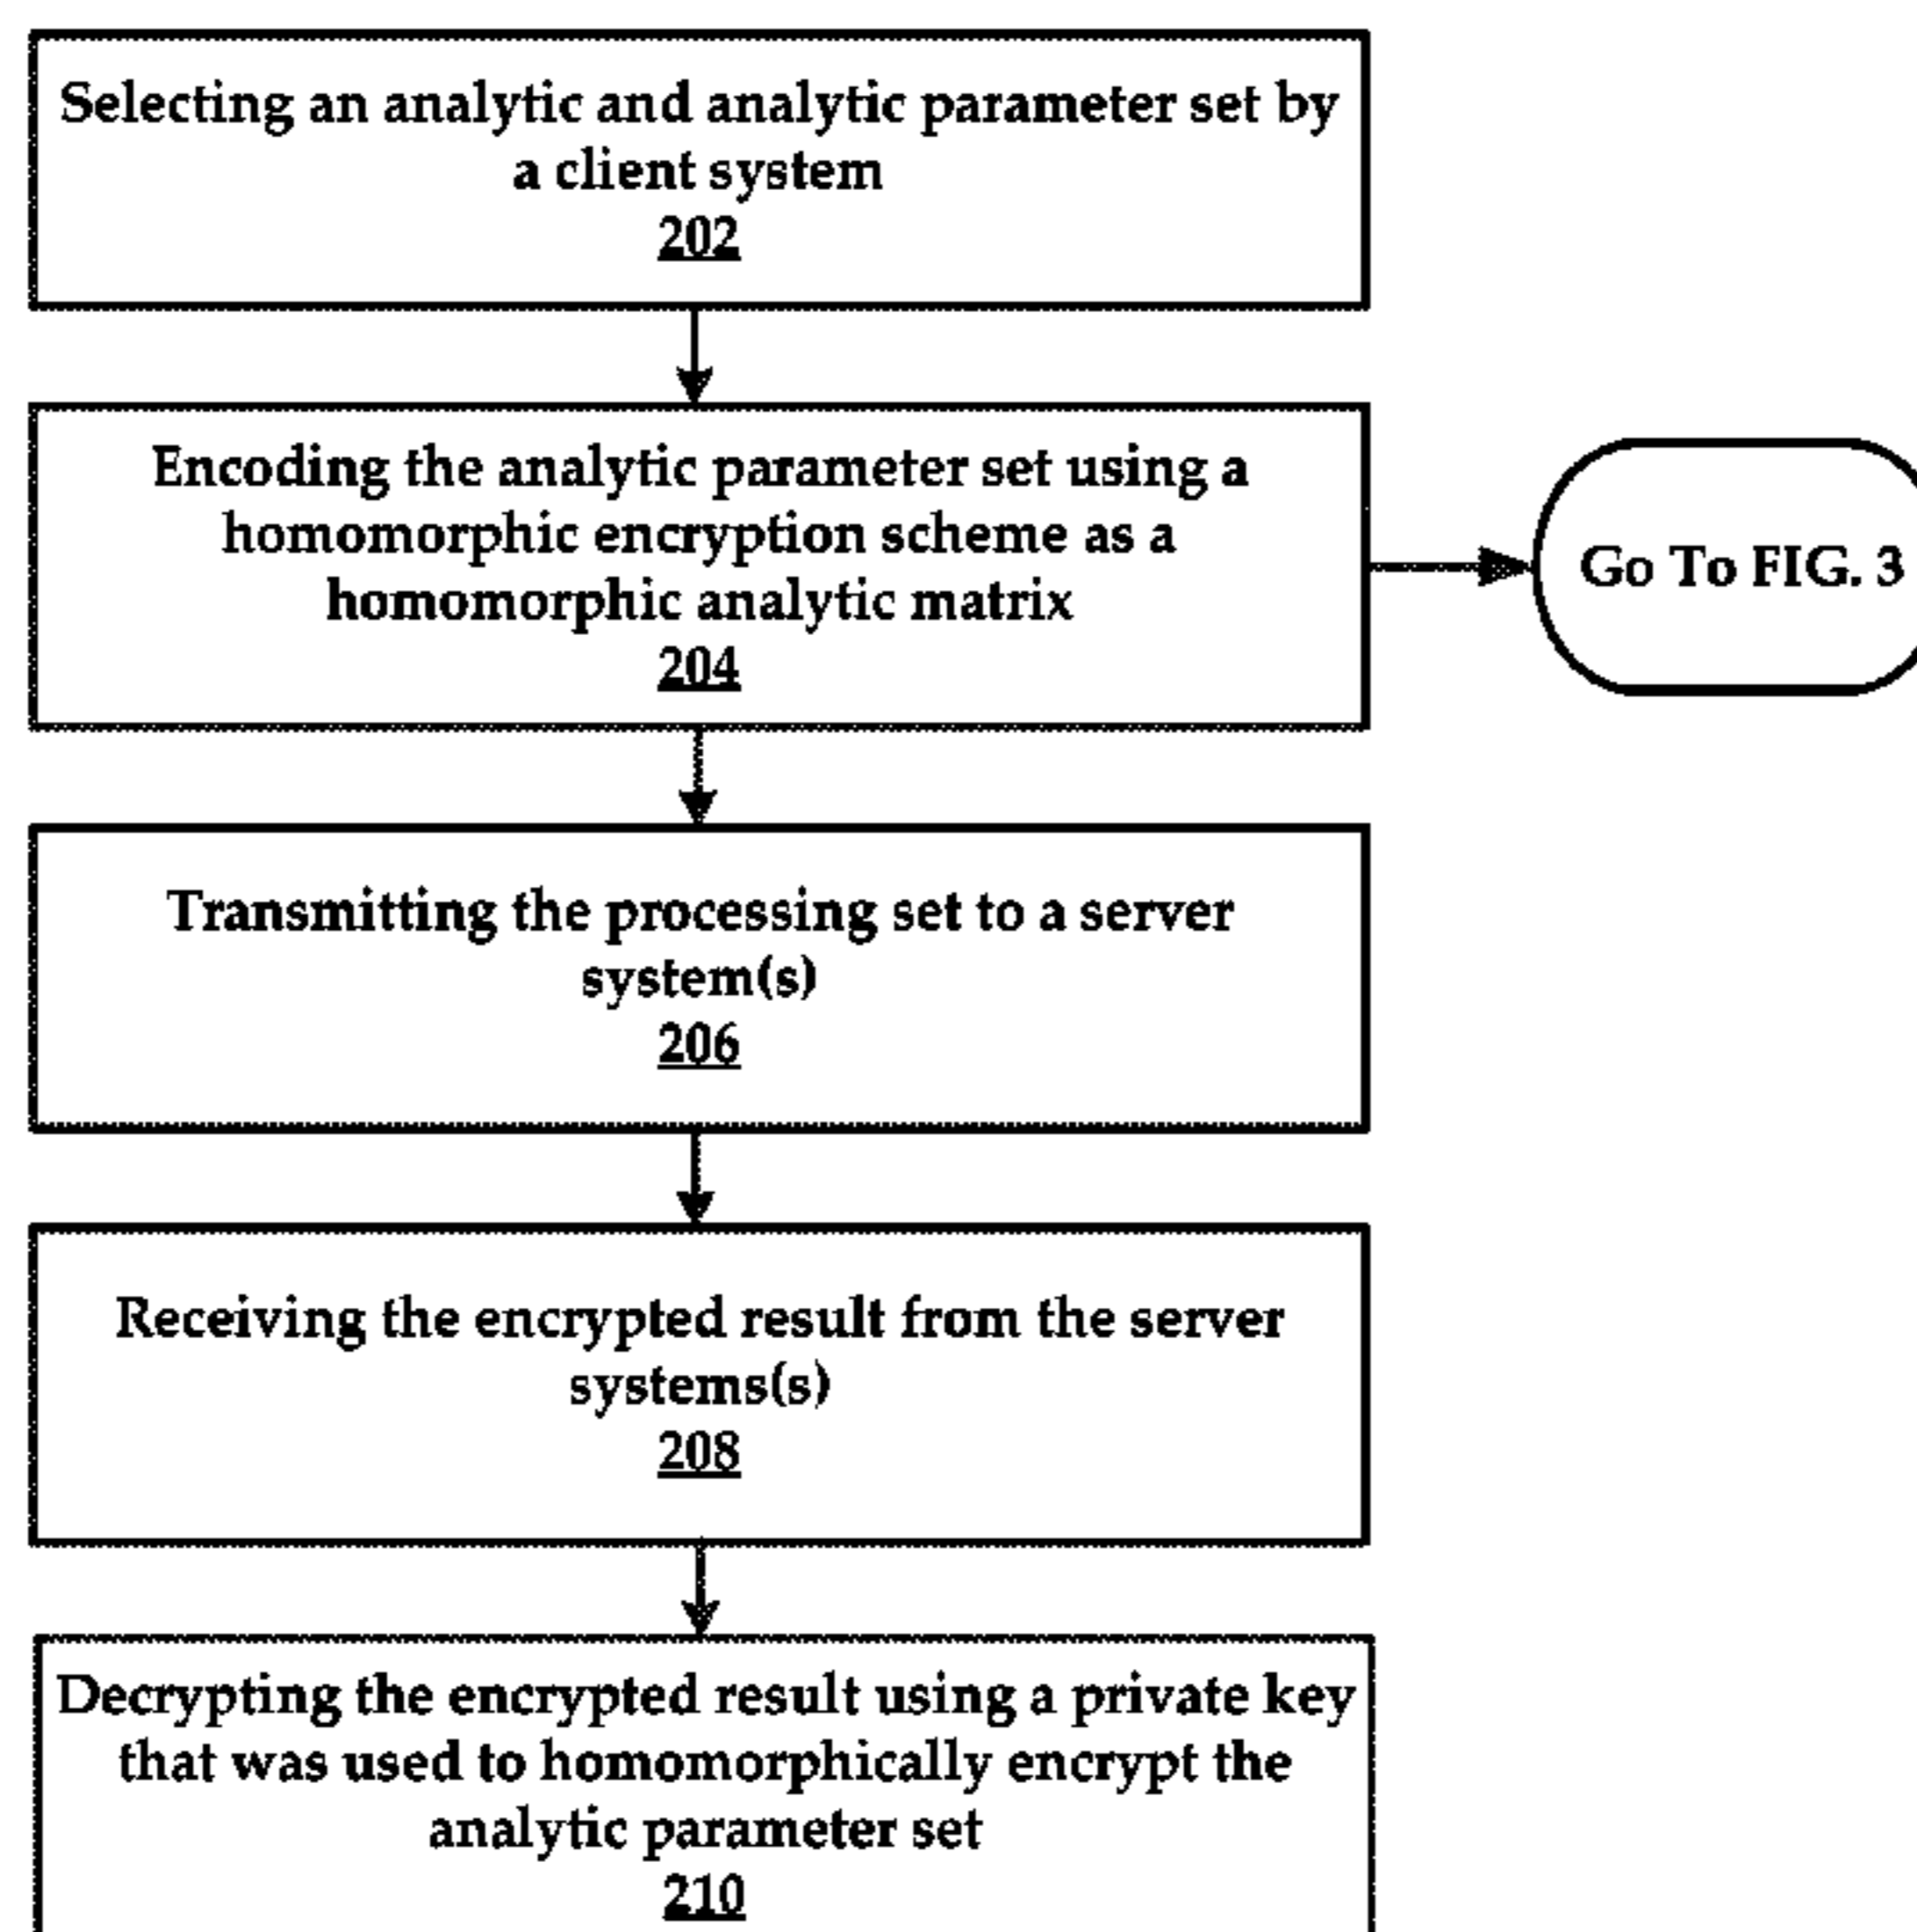 Selecting an analytic and analytic parameter set by
a client system
202
Encoding the analytic parameter set using a
homomorphic encryption scheme as a
homomorphic analytic matrix
204
Go To FIG. 3
Transmitting the processing set to a server
system(s)
206
Receiving the encrypted result from the server
systems(s)
208
Decrypting the encrypted result using a private key
that was used to homomorphically encrypt the
analytic parameter set
210